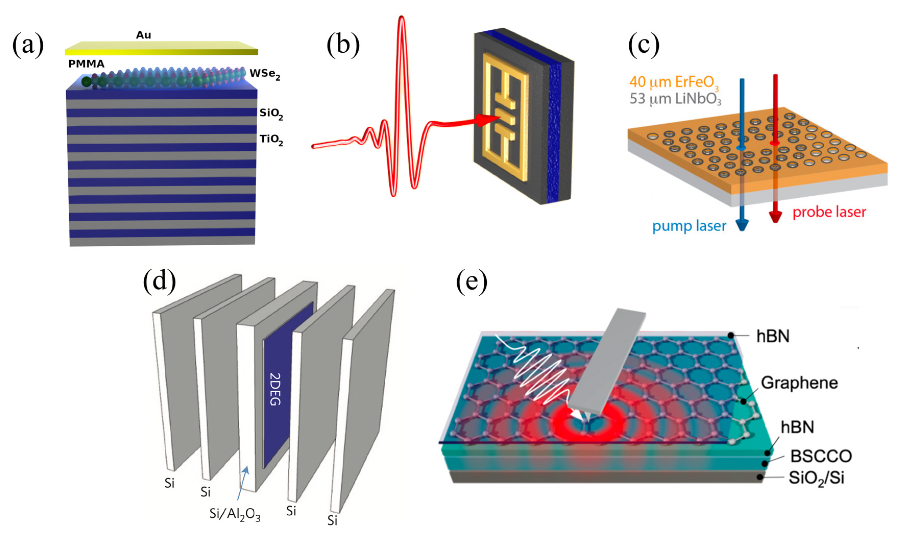 (a)
Au
PMMA
WSe₂
SiO₂
TiO₂
(b)
(c)
40 μm ErFeO₃
53 μm LiNbO₃
pump laser
probe laser
(d)
2DEG
Si
Si
Si/Al₂O₃
Si
Si
(e)
hBN
Graphene
hBN
BSCCO
SiO₂/Si